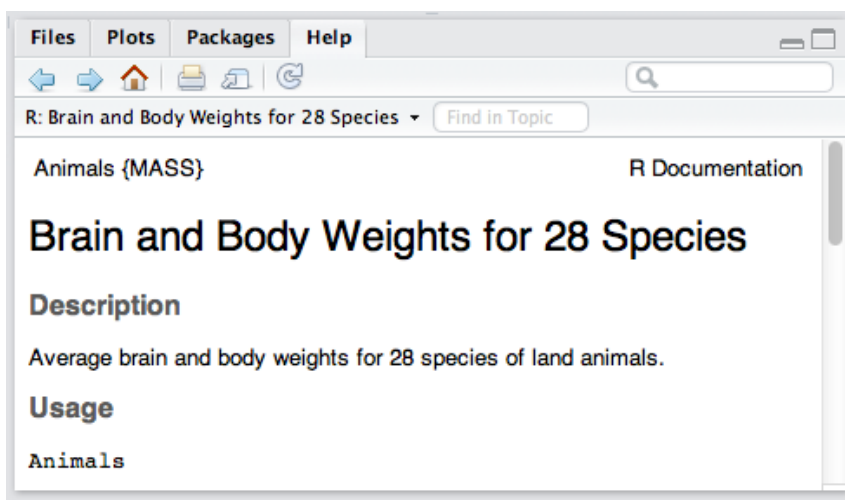 Files Plots Packages Help
R: Brain and Body Weights for 28 Species Find in Topic
Animals {MASS} R Documentation
Brain and Body Weights for 28 Species
Description
Average brain and body weights for 28 species of land animals.
Usage
Animals